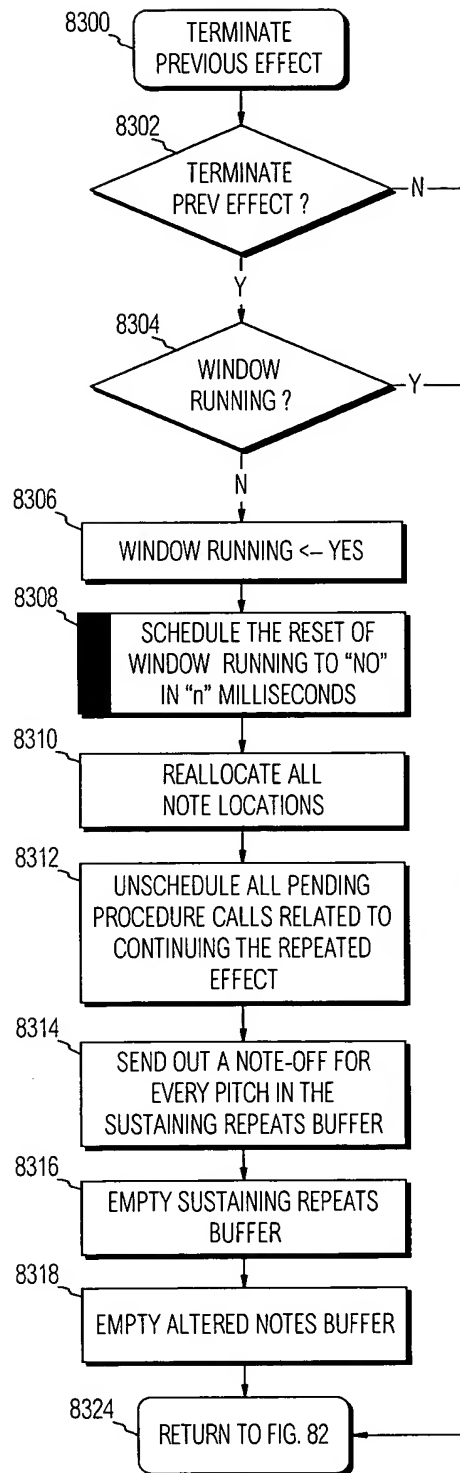 8300
TERMINATE
PREVIOUS EFFECT
8302
TERMINATE
PREV EFFECT ?
N
Y
8304
WINDOW
RUNNING ?
Y
N
8306
WINDOW RUNNING <– YES
8308
SCHEDULE THE RESET OF
WINDOW RUNNING TO "NO"
IN "n" MILLISECONDS
8310
REALLOCATE ALL
NOTE LOCATIONS
8312
UNSCHEDULE ALL PENDING
PROCEDURE CALLS RELATED TO
CONTINUING THE REPEATED
EFFECT
8314
SEND OUT A NOTE-OFF FOR
EVERY PITCH IN THE
SUSTAINING REPEATS BUFFER
8316
EMPTY SUSTAINING REPEATS
BUFFER
8318
EMPTY ALTERED NOTES BUFFER
8324
RETURN TO FIG. 82